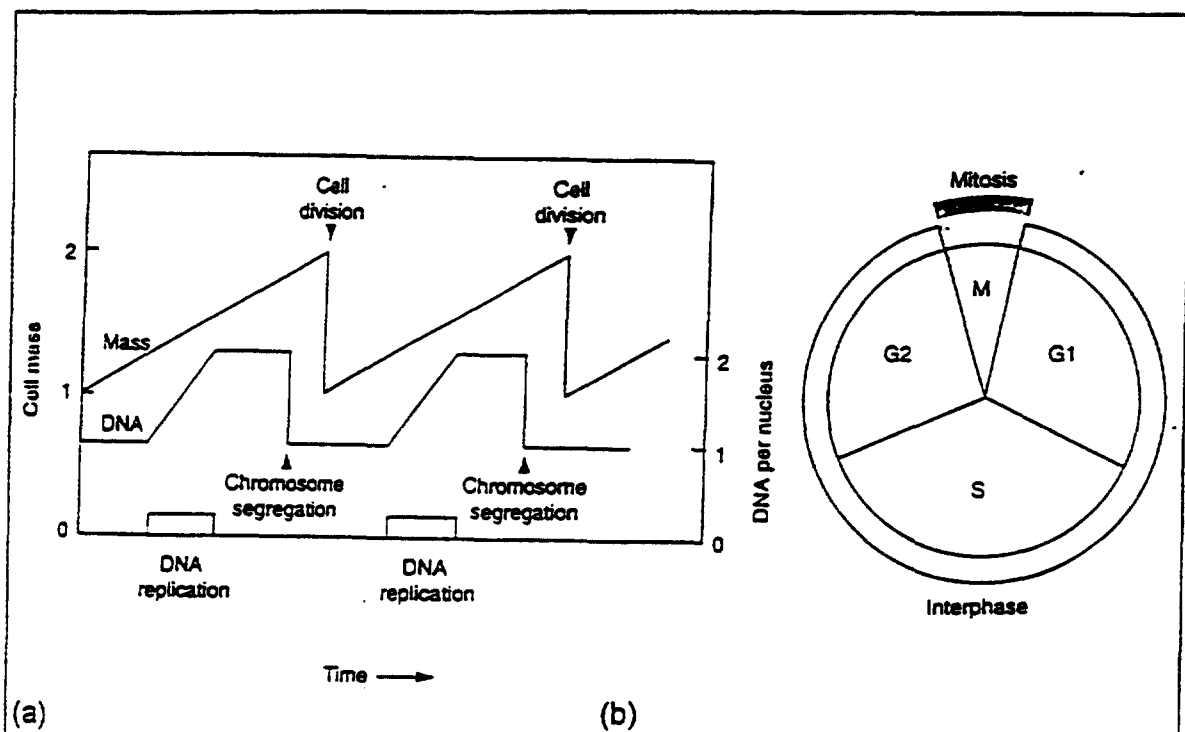 Cell
division
Cell
division
2
Mass
1
DNA
Cell mass
0
Chromosome
segregation
Chromosome
segregation
2
1
0
DNA per nucleus
DNA
replication
DNA
replication
Time
(a)
Mitosis
M
G2
G1
S
Interphase
(b)